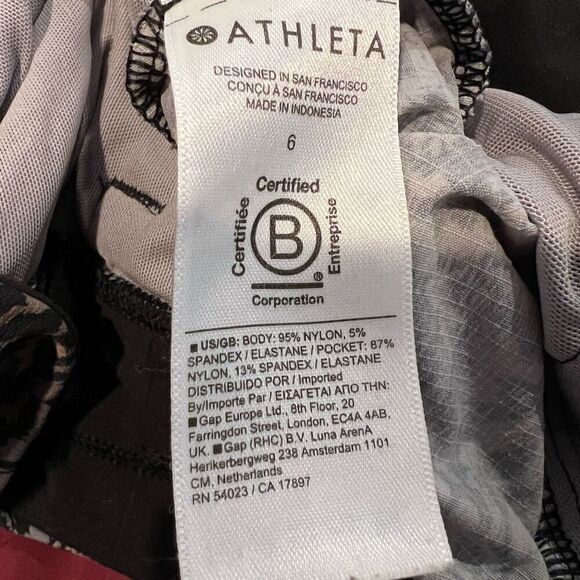 ATHLETA
DESIGNED IN SAN FRANCISCO
CONÇU À SAN FRANCISCO
MADE IN INDONESIA
6
Certified
Certifiée
B
Entreprise
®
Corporation
■ US/GB: BODY: 95% NYLON, 5%
SPANDEX / ELASTANE / POCKET: 87%
NYLON, 13% SPANDEX / ELASTANE
DISTRIBUIDO POR / Imported
By/Importe Par / ΕΙΣΑΓΕΤΑΙ ΑΠΟ ΤΗΝ:
■ Gap Europe Ltd., 8th Floor, 20
Farringdon Street, London, EC4A 4AB,
UK. ■Gap (RHC) B.V. Luna ArenA
Herikerbergweg 238 Amsterdam 1101
CM, Netherlands
RN 54023 / CA 17897